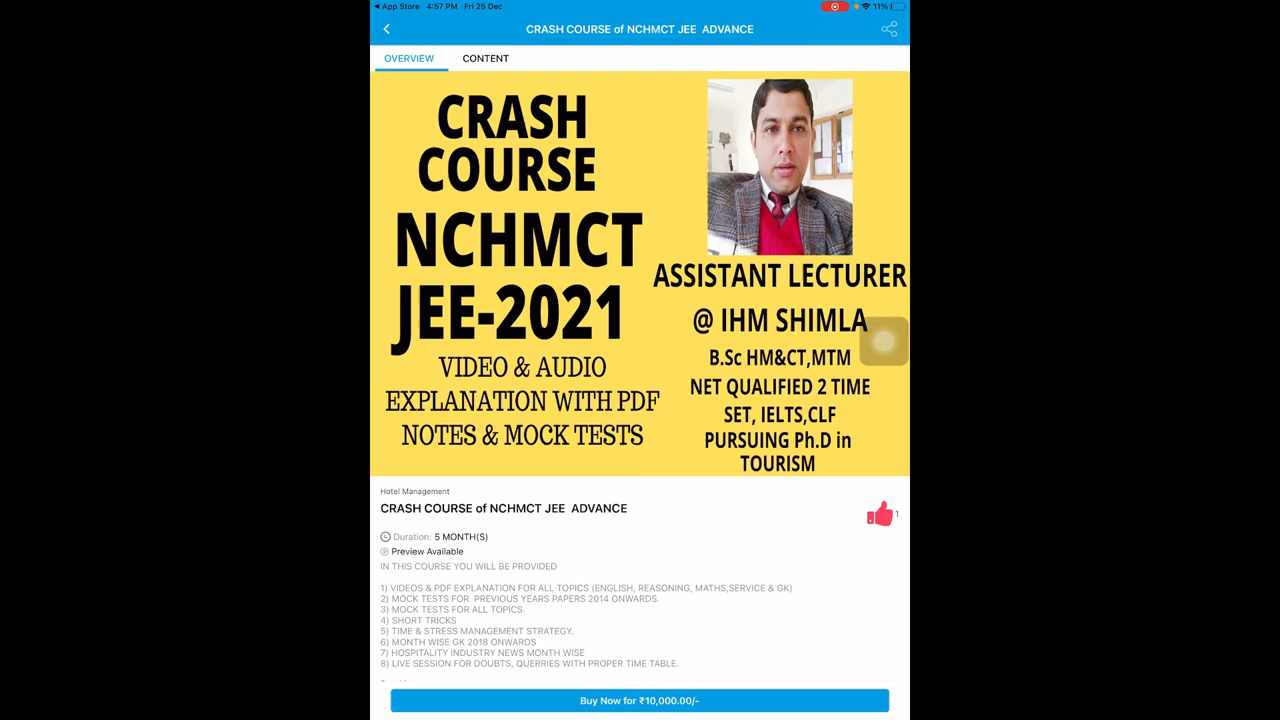 App Store 4:57 PM Fri 25 Dec 11%
CRASH COURSE of NCHMCT JEE ADVANCE
OVERVIEW CONTENT
CRASH
COURSE
NCHMCT
JEE-2021
VIDEO & AUDIO
EXPLANATION WITH PDF
NOTES & MOCK TESTS
ASSISTANT LECTURER
@ IHM SHIMLA
B.Sc HM&CT,MTM
NET QUALIFIED 2 TIME
SET, IELTS,CLF
PURSUING Ph.D in
TOURISM
Hotel Management
CRASH COURSE of NCHMCT JEE ADVANCE
1
Duration: 5 MONTH(S)
Preview Available
IN THIS COURSE YOU WILL BE PROVIDED
1) VIDEOS & PDF EXPLANATION FOR ALL TOPICS (ENGLISH, REASONING, MATHS,SERVICE & GK)
2) MOCK TESTS FOR PREVIOUS YEARS PAPERS 2014 ONWARDS.
3) MOCK TESTS FOR ALL TOPICS.
4) SHORT TRICKS
5) TIME & STRESS MANAGEMENT STRATEGY.
6) MONTH WISE GK 2018 ONWARDS
7) HOSPITALITY INDUSTRY NEWS MONTH WISE
8) LIVE SESSION FOR DOUBTS, QUERRIES WITH PROPER TIME TABLE.
Buy Now for ₹10,000.00/-